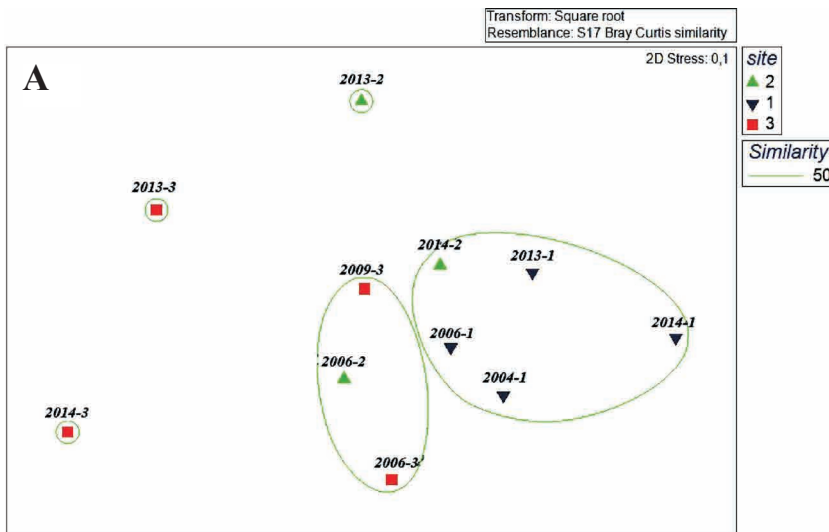 Transform: Square root
Resemblance: S17 Bray Curtis similarity
A
2D Stress: 0,1
site
2
1
3
Similarity
50
2013-2
2013-3
2014-2
2013-1
2009-3
2014-1
2006-1
2006-2
2004-1
2014-3
2006-3